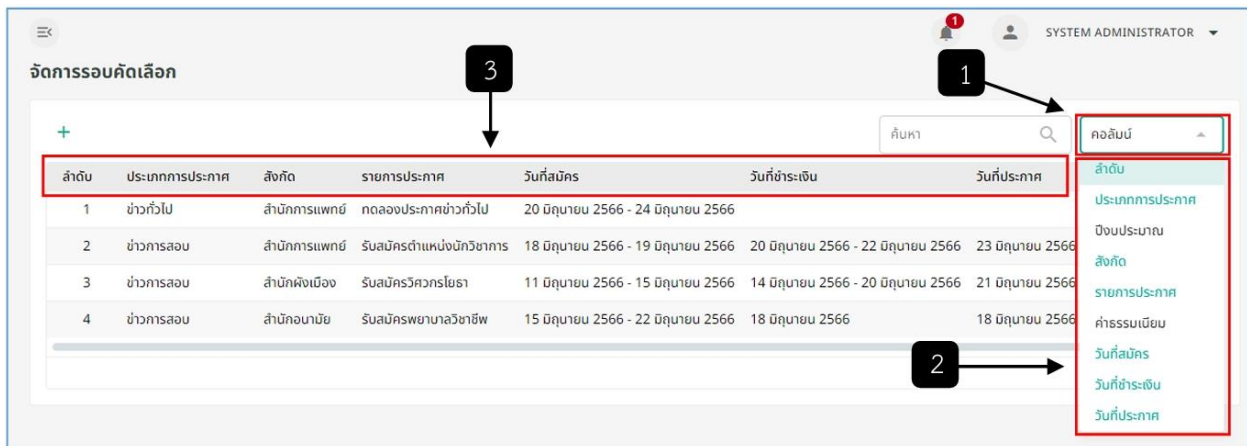 1
SYSTEM ADMINISTRATOR
จัดการรอบคัดเลือก
3
1
ค้นหา
คอลัมน์
ลำดับ ประเภทการประกาศ สังกัด รายการประกาศ วันที่สมัคร วันที่ชำระเงิน วันที่ประกาศ
1 ข่าวทั่วไป สำนักการแพทย์ ทดลองประกาศข่าวทั่วไป 20 มิถุนายน 2566 - 24 มิถุนายน 2566
2 ข่าวการสอบ สำนักการแพทย์ รับสมัครตำแหน่งนักวิชาการ 18 มิถุนายน 2566 - 19 มิถุนายน 2566 20 มิถุนายน 2566 - 22 มิถุนายน 2566 23 มิถุนายน 2566
3 ข่าวการสอบ สำนักผังเมือง รับสมัครวิศวกรโยธา 11 มิถุนายน 2566 - 15 มิถุนายน 2566 14 มิถุนายน 2566 - 20 มิถุนายน 2566 21 มิถุนายน 2566
4 ข่าวการสอบ สำนักอนามัย รับสมัครพยาบาลวิชาชีพ 15 มิถุนายน 2566 - 22 มิถุนายน 2566 18 มิถุนายน 2566 18 มิถุนายน 2566
ลำดับ
ประเภทการประกาศ
ปีงบประมาณ
สังกัด
รายการประกาศ
ค่าธรรมเนียม
วันที่สมัคร
วันที่ชำระเงิน
วันที่ประกาศ
2